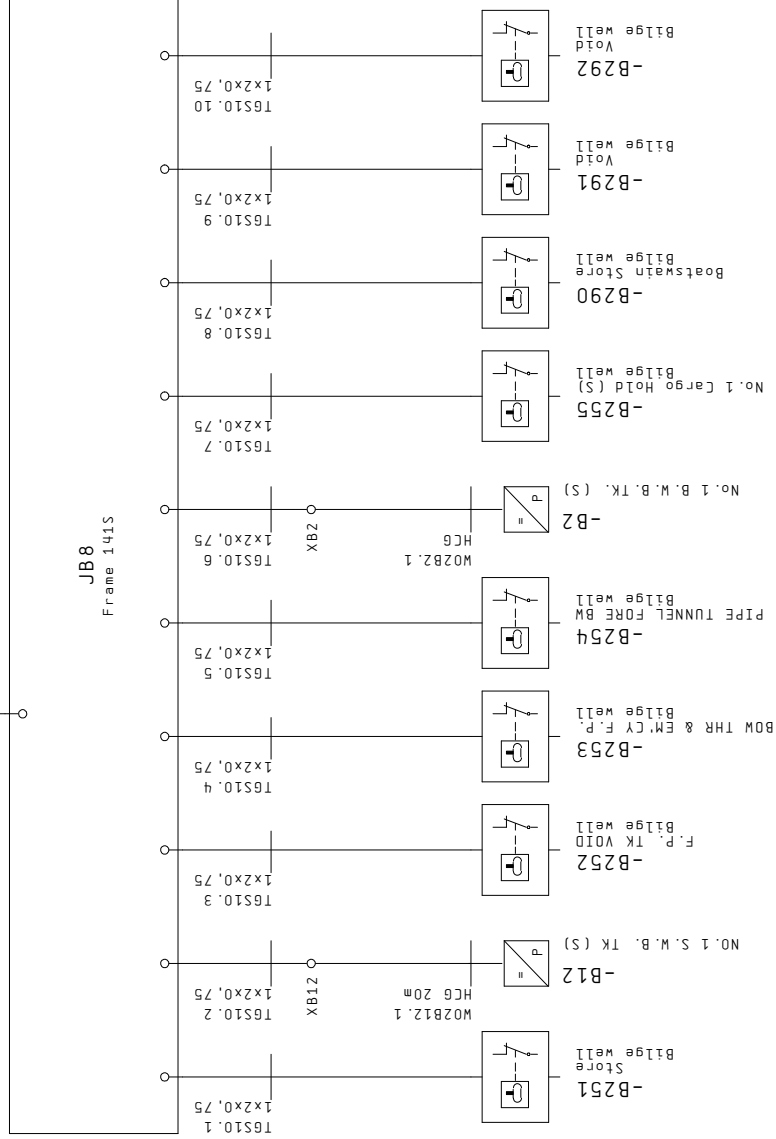 JB8
Frame 141S
TGS10.1
1x2x0,75
-B251
Store
Bilge well
TGS10.2
1x2x0,75
XB12
W02B12.1
HCG 20m
-B12
NO.1 S.W.B. TK (S)
TGS10.3
1x2x0,75
-B252
F.P. TK VOID
Bilge well
TGS10.4
1x2x0,75
-B253
BOW THR & EM'CY F.P.
Bilge well
TGS10.5
1x2x0,75
-B254
PIPE TUNNEL FORE BW
Bilge well
TGS10.6
1x2x0,75
XB2
W02B2.1
HCG
-B2
No.1 B.W.B.TK. (S)
TGS10.7
1x2x0,75
-B255
No.1 Cargo Hold (S)
Bilge well
TGS10.8
1x2x0,75
-B290
Boatswain Store
Bilge well
TGS10.9
1x2x0,75
-B291
Void
Bilge well
TGS10.10
1x2x0,75
-B292
Void
Bilge well
P
=
P
=